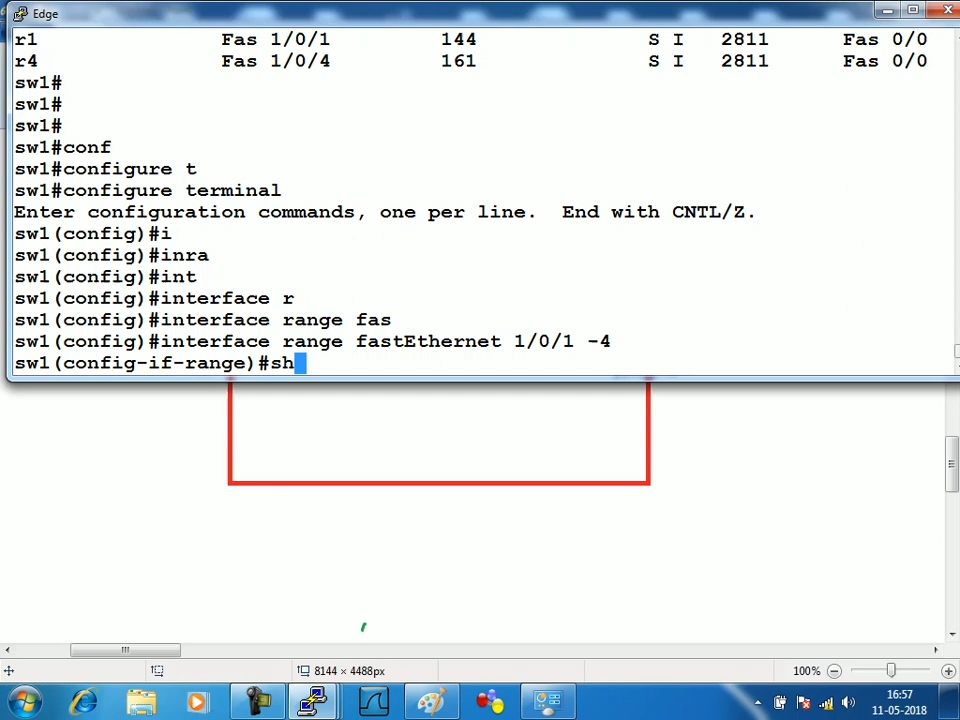 Edge
r1 Fas 1/0/1 144 S I 2811 Fas 0/0
r4 Fas 1/0/4 161 S I 2811 Fas 0/0
sw1#
sw1#
sw1#
sw1#conf
sw1#configure t
sw1#configure terminal
Enter configuration commands, one per line.  End with CNTL/Z.
sw1(config)#i
sw1(config)#inra
sw1(config)#int
sw1(config)#interface r
sw1(config)#interface range fas
sw1(config)#interface range fastEthernet 1/0/1 -4
sw1(config-if-range)#sh
8144 × 4488px
100%
16:57
11-05-2018